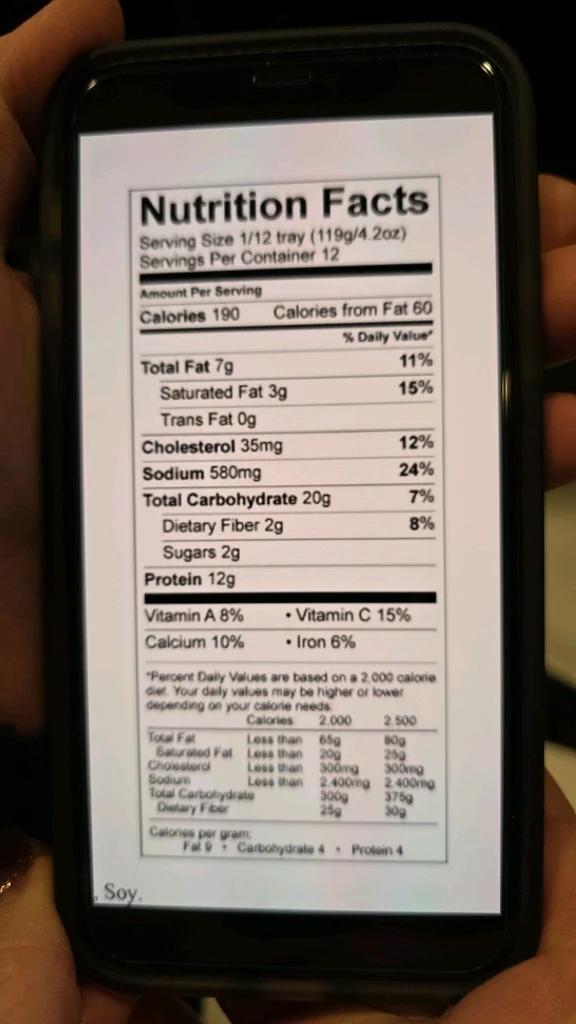 Nutrition Facts
Serving Size 1/12 tray (119g/4.2oz)
Servings Per Container 12
Amount Per Serving
Calories 190 Calories from Fat 60
% Daily Value*
Total Fat 7g 11%
Saturated Fat 3g 15%
Trans Fat 0g
Cholesterol 35mg 12%
Sodium 580mg 24%
Total Carbohydrate 20g 7%
Dietary Fiber 2g 8%
Sugars 2g
Protein 12g
Vitamin A 8% • Vitamin C 15%
Calcium 10% • Iron 6%
*Percent Daily Values are based on a 2,000 calorie
diet. Your daily values may be higher or lower
depending on your calorie needs:
Calories: 2,000 2,500
Total Fat Less than 65g 80g
Saturated Fat Less than 20g 25g
Cholesterol Less than 300mg 300mg
Sodium Less than 2,400mg 2,400mg
Total Carbohydrate 300g 375g
Dietary Fiber 25g 30g
Calories per gram:
Fat 9 • Carbohydrate 4 • Protein 4
, Soy.